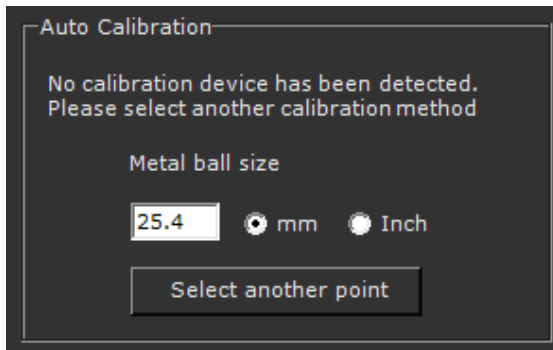 Auto Calibration
No calibration device has been detected.
Please select another calibration method
Metal ball size
25.4 mm Inch
Select another point